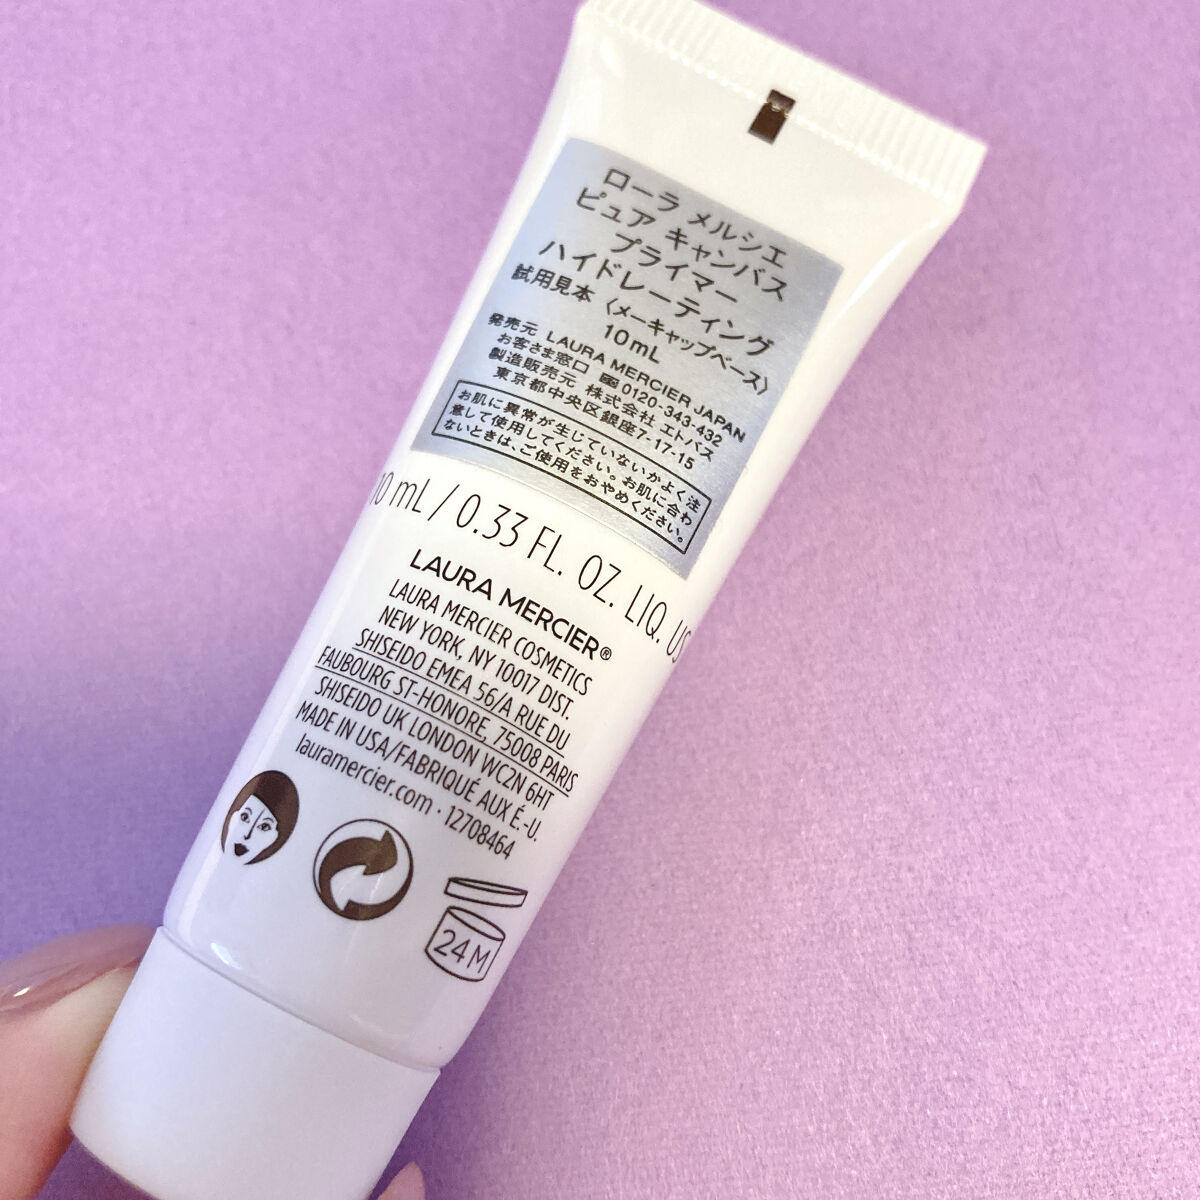 ローラ メルシエ
ピュア キャンバス
プライマー
ハイドレーティング
試用見本 〈メーキャップベース〉
10mL
発売元 LAURA MERCIER JAPAN
お客さま窓口 0120-343-432
製造販売元 株式会社 エトバス
東京都中央区銀座7-17-15
お肌に異常が生じていないかよく注
意して使用してください。お肌に合わ
ないときは、ご使用をおやめください。
10 mL / 0.33 FL. OZ. LIQ. US
LAURA MERCIER®
LAURA MERCIER COSMETICS
NEW YORK, NY 10017 DIST.
SHISEIDO EMEA 56/A RUE DU
FAUBOURG ST-HONORE, 75008 PARIS
SHISEIDO UK LONDON WC2N 6HT
MADE IN USA/FABRIQUÉ AUX É.-U.
lauramercier.com · 12708464
24 M